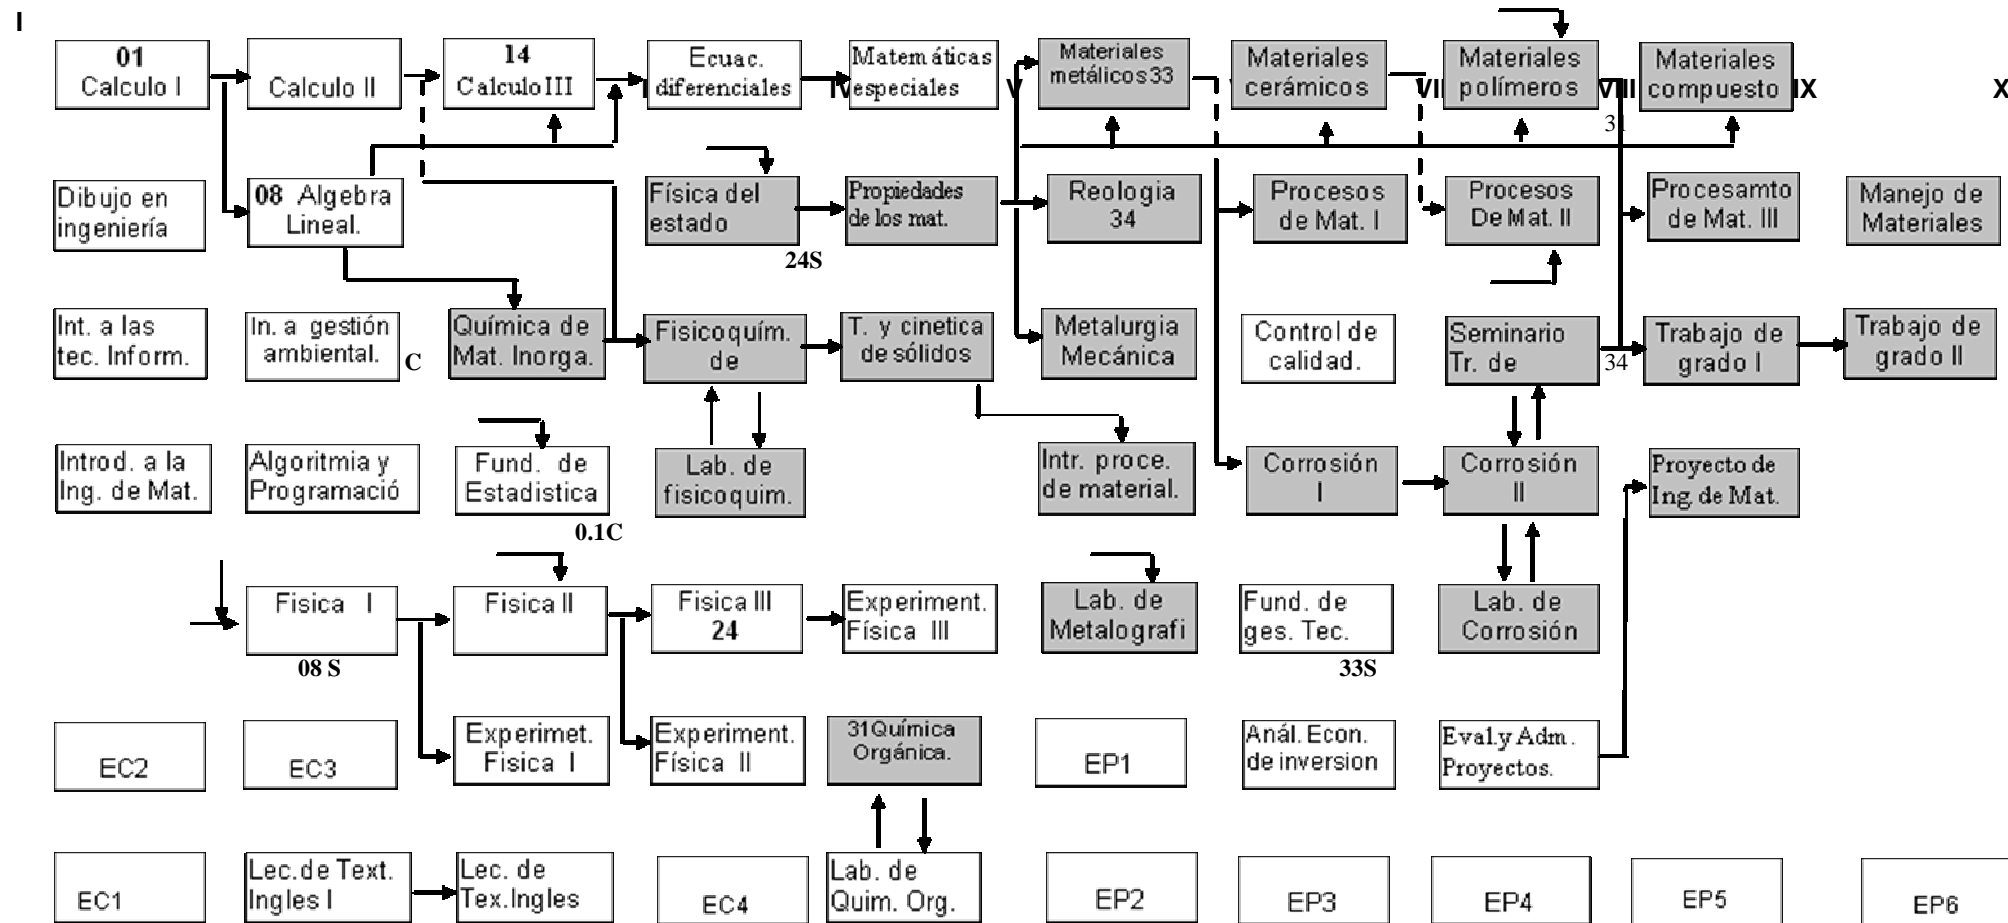 I
01
Calculo I
Calculo II
14
Calculo III
Ecuac.
diferenciales
Matemáticas
especiales
Materiales
metálicos33
Materiales
cerámicos
Materiales
polímeros
Materiales
compuesto
V
VII
VIII
IX
X
31
Dibujo en
ingeniería
08 Algebra
Lineal.
Física del
estado
24S
Propiedades
de los mat.
Reologia
34
Procesos
de Mat. I
Procesos
De Mat. II
Procesamto
de Mat. III
Manejo de
Materiales
Int. a las
tec. Inform.
In. a gestión
ambiental.
C
Química de
Mat. Inorga.
Fisicoquím.
de
T. y cinetica
de sólidos
Metalurgia
Mecánica
Control de
calidad.
Seminario
Tr. de
34
Trabajo de
grado I
Trabajo de
grado II
Introd. a la
Ing. de Mat.
Algoritmia y
Programació
Fund. de
Estadistica
0.1C
Lab. de
fisicoquim.
Intr. proce.
de material.
Corrosión
I
Corrosión
II
Proyecto de
Ing. de Mat.
Fisica I
08 S
Fisica II
Fisica III
24
Experiment.
Física III
Lab. de
Metalografi
Fund. de
ges. Tec.
33S
Lab. de
Corrosión
EC2
EC3
Experimet.
Fisica I
Experiment.
Física II
31Química
Orgánica.
EP1
Anál. Econ.
de inversion
Eval.y Adm.
Proyectos.
EC1
Lec.de Text.
Ingles I
Lec. de
Tex.Ingles
EC4
Lab. de
Quim. Org.
EP2
EP3
EP4
EP5
EP6